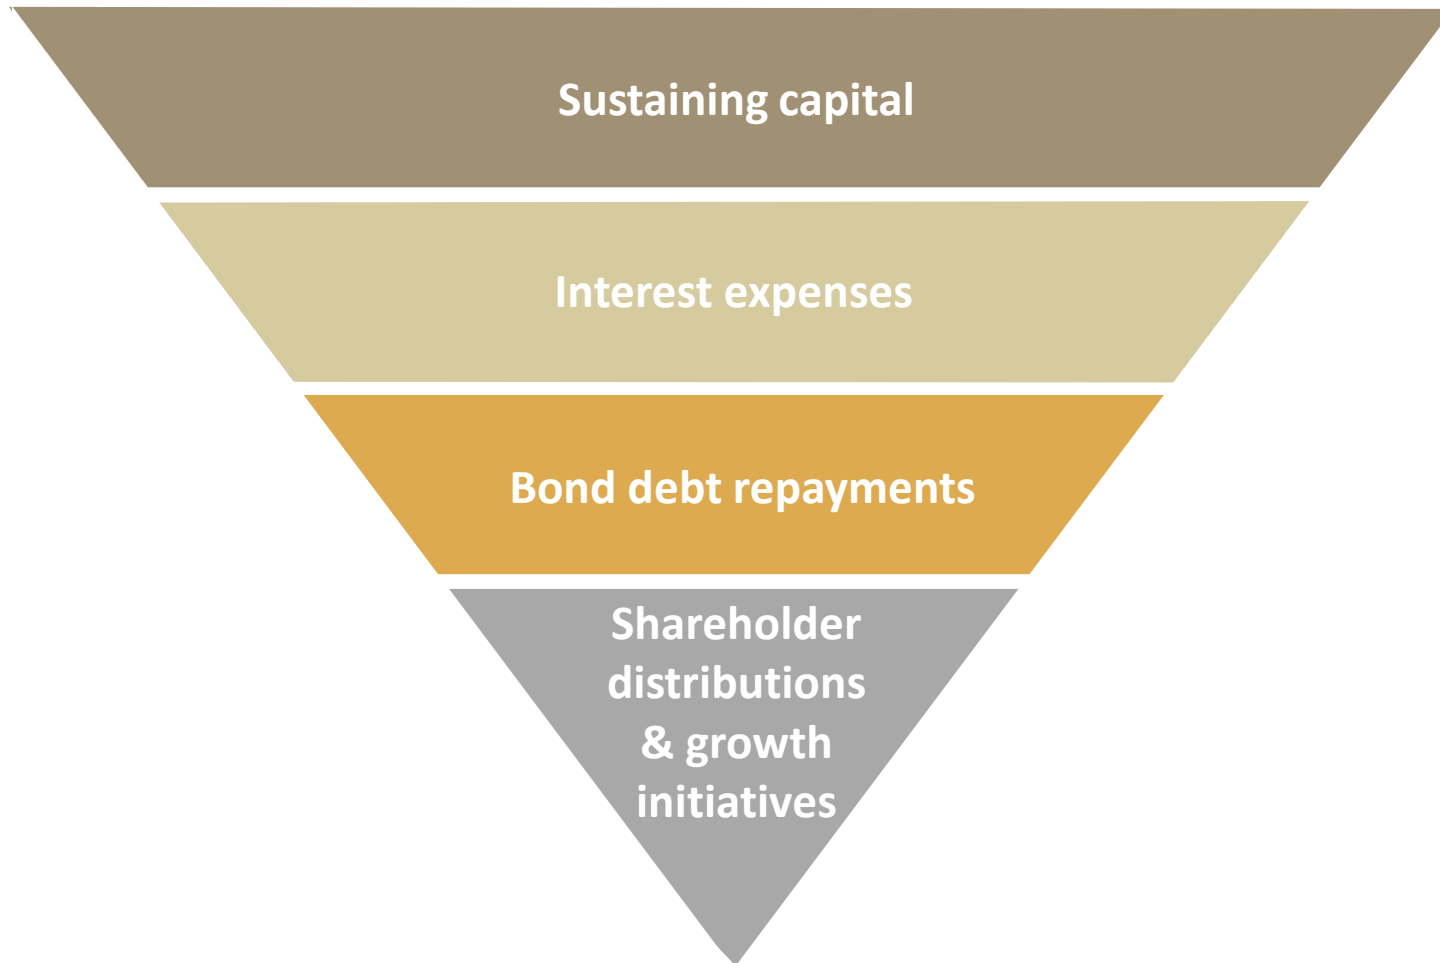 Sustaining capital
Interest expenses
Bond debt repayments
Shareholder
distributions
& growth
initiatives